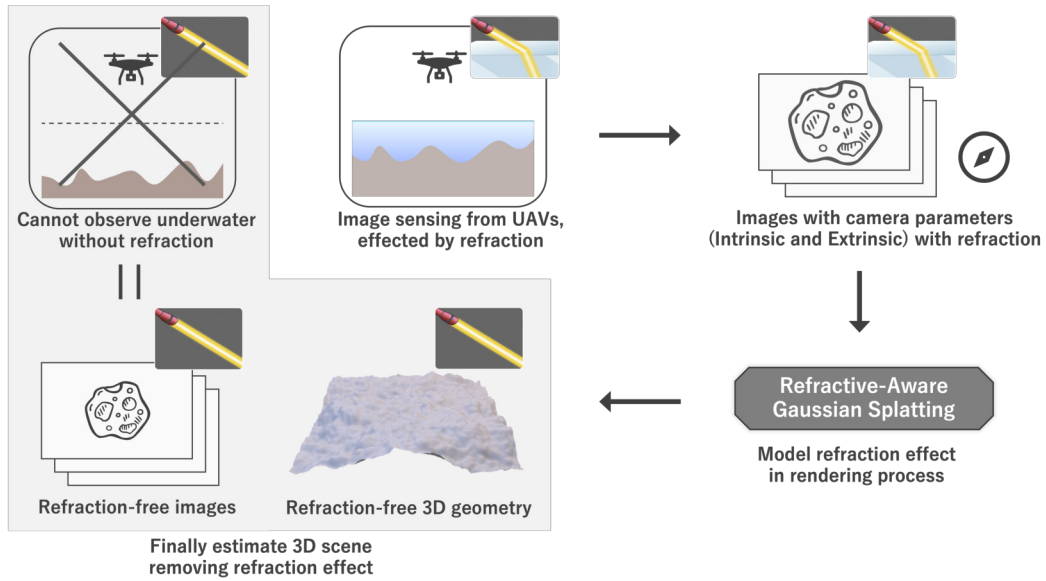 Cannot observe underwater
without refraction
Image sensing from UAVs,
effected by refraction
Images with camera parameters
(Intrinsic and Extrinsic) with refraction
Refractive-Aware
Gaussian Splatting
Model refraction effect
in rendering process
Refraction-free images
Refraction-free 3D geometry
Finally estimate 3D scene
removing refraction effect